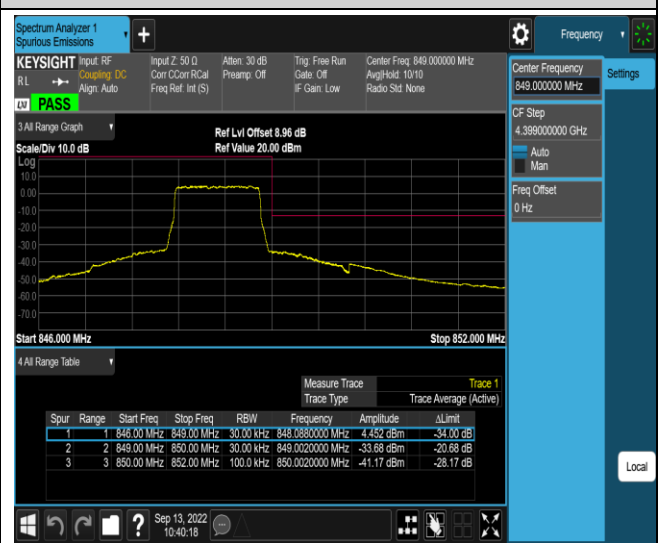 Spectrum Analyzer 1
Spurious Emissions
Frequency
KEYSIGHT
Input: RF
Coupling: DC
Align: Auto
RL
Input Z: 50 Ω
Corr CCorr RCal
Freq Ref: Int (S)
Atten: 30 dB
Preamp: Off
Trig: Free Run
Gate: Off
IF Gain: Low
Center Freq: 849.000000 MHz
Avg|Hold: 10/10
Radio Std: None
LXI PASS
Center Frequency
849.000000 MHz
Settings
CF Step
4.399000000 GHz
Auto
Man
Freq Offset
0 Hz
3 All Range Graph
Scale/Div 10.0 dB
Ref Lvl Offset 8.96 dB
Ref Value 20.00 dBm
Log
10.0
0.00
-10.0
-20.0
-30.0
-40.0
-50.0
-60.0
-70.0
Start 846.000 MHz
Stop 852.000 MHz
4 All Range Table
Measure Trace Trace 1
Trace Type Trace Average (Active)
Spur Range Start Freq Stop Freq RBW Frequency Amplitude ΔLimit
1 1 846.00 MHz 849.00 MHz 30.00 kHz 848.0880000 MHz 4.452 dBm -34.00 dB
2 2 849.00 MHz 850.00 MHz 30.00 kHz 849.0020000 MHz -33.68 dBm -20.68 dB
3 3 850.00 MHz 852.00 MHz 100.0 kHz 850.0020000 MHz -41.17 dBm -28.17 dB
Local
Sep 13, 2022
10:40:18